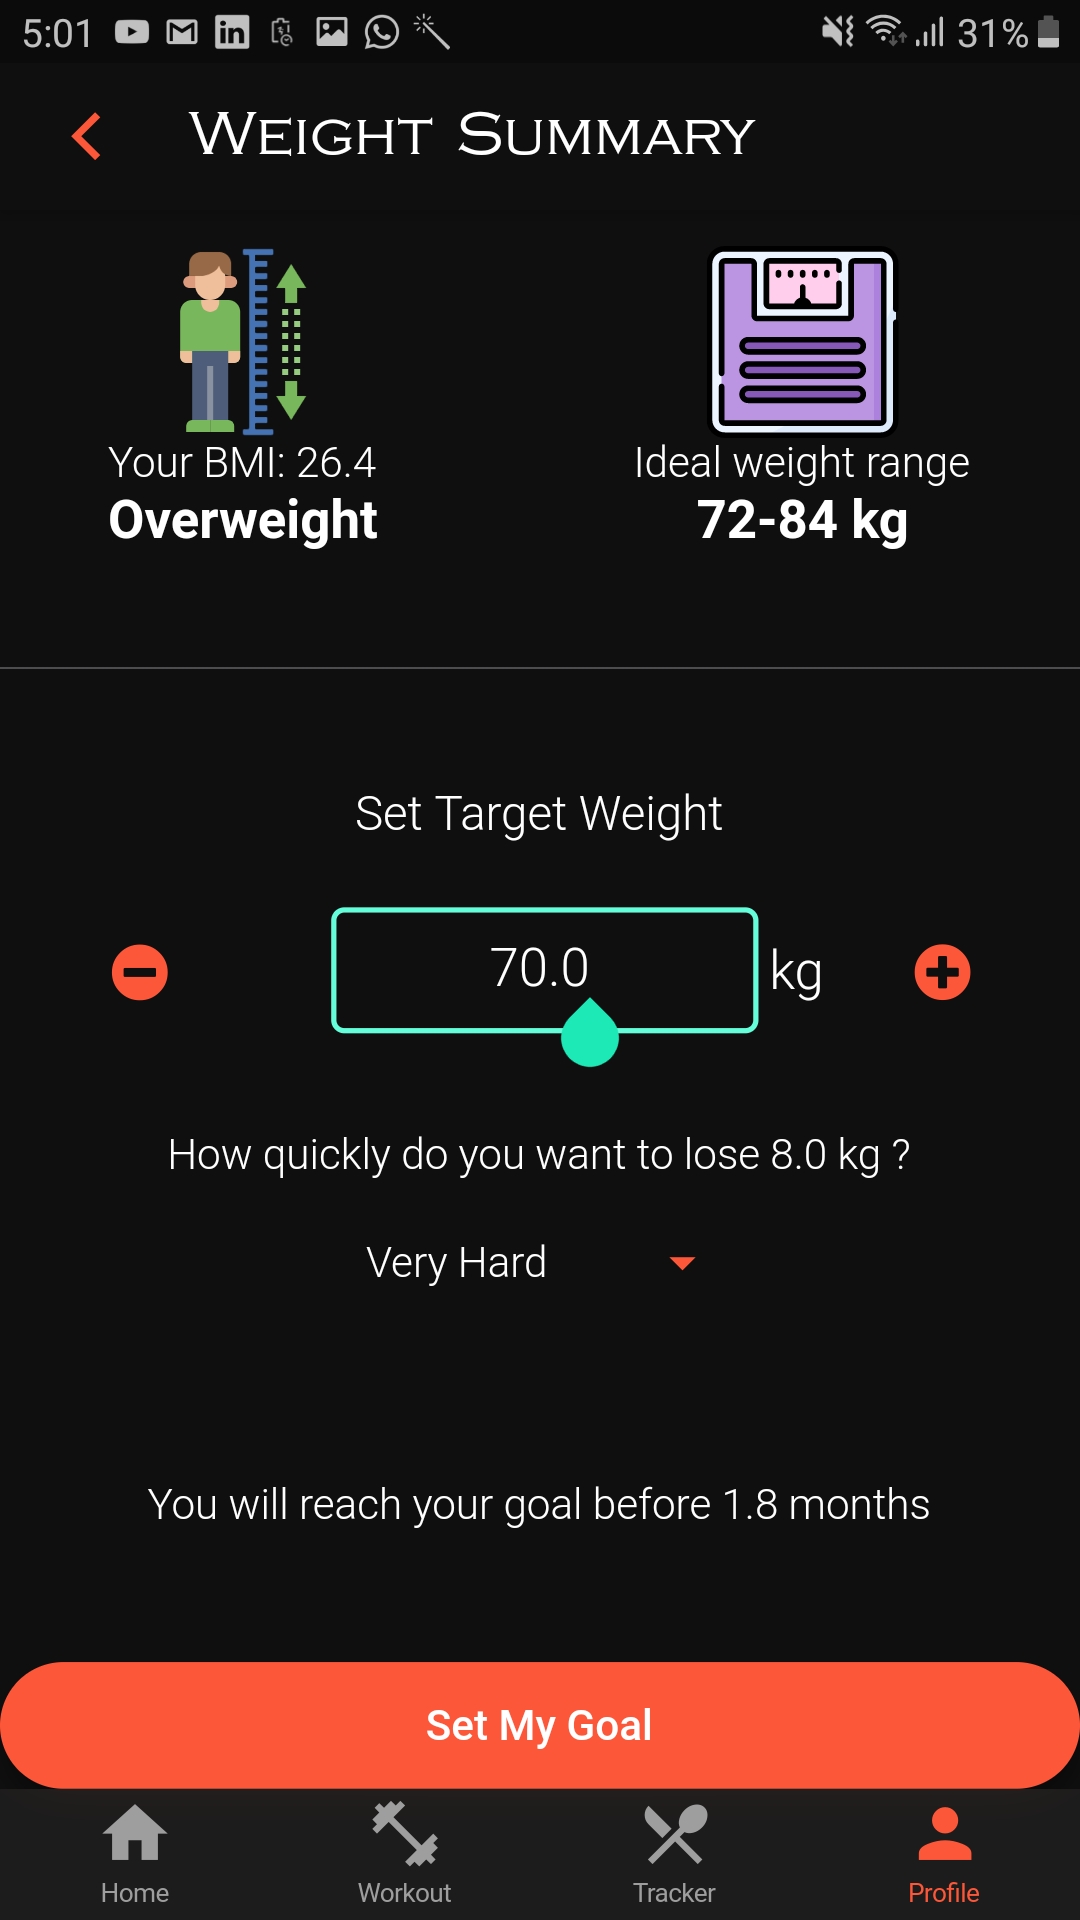 5:01
31%
Weight Summary
Your BMI: 26.4
Overweight
Ideal weight range
72-84 kg
Set Target Weight
70.0 kg
How quickly do you want to lose 8.0 kg ?
Very Hard
You will reach your goal before 1.8 months
Set My Goal
Home
Workout
Tracker
Profile